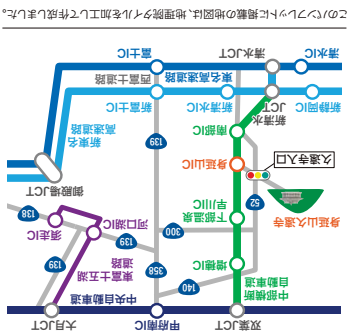 双葉JCT
甲府南IC
大月JCT
中央自動車道
中部横断
自動車道
増穂IC
140
358
139
東富士五湖
道路
身延山久遠寺
下部温泉
早川IC
300
139
河口湖IC
須走IC
138
52
久遠寺入口
身延山IC
南部IC
139
御殿場JCT
新東名
高速道路
新清水
JCT
新静岡IC
新清水IC
新富士IC
東名高速道路
西富士道路
清水IC
清水JCT
富士IC
このパンフレットに掲載の地図は、地理院タイルを加工して作成しました。